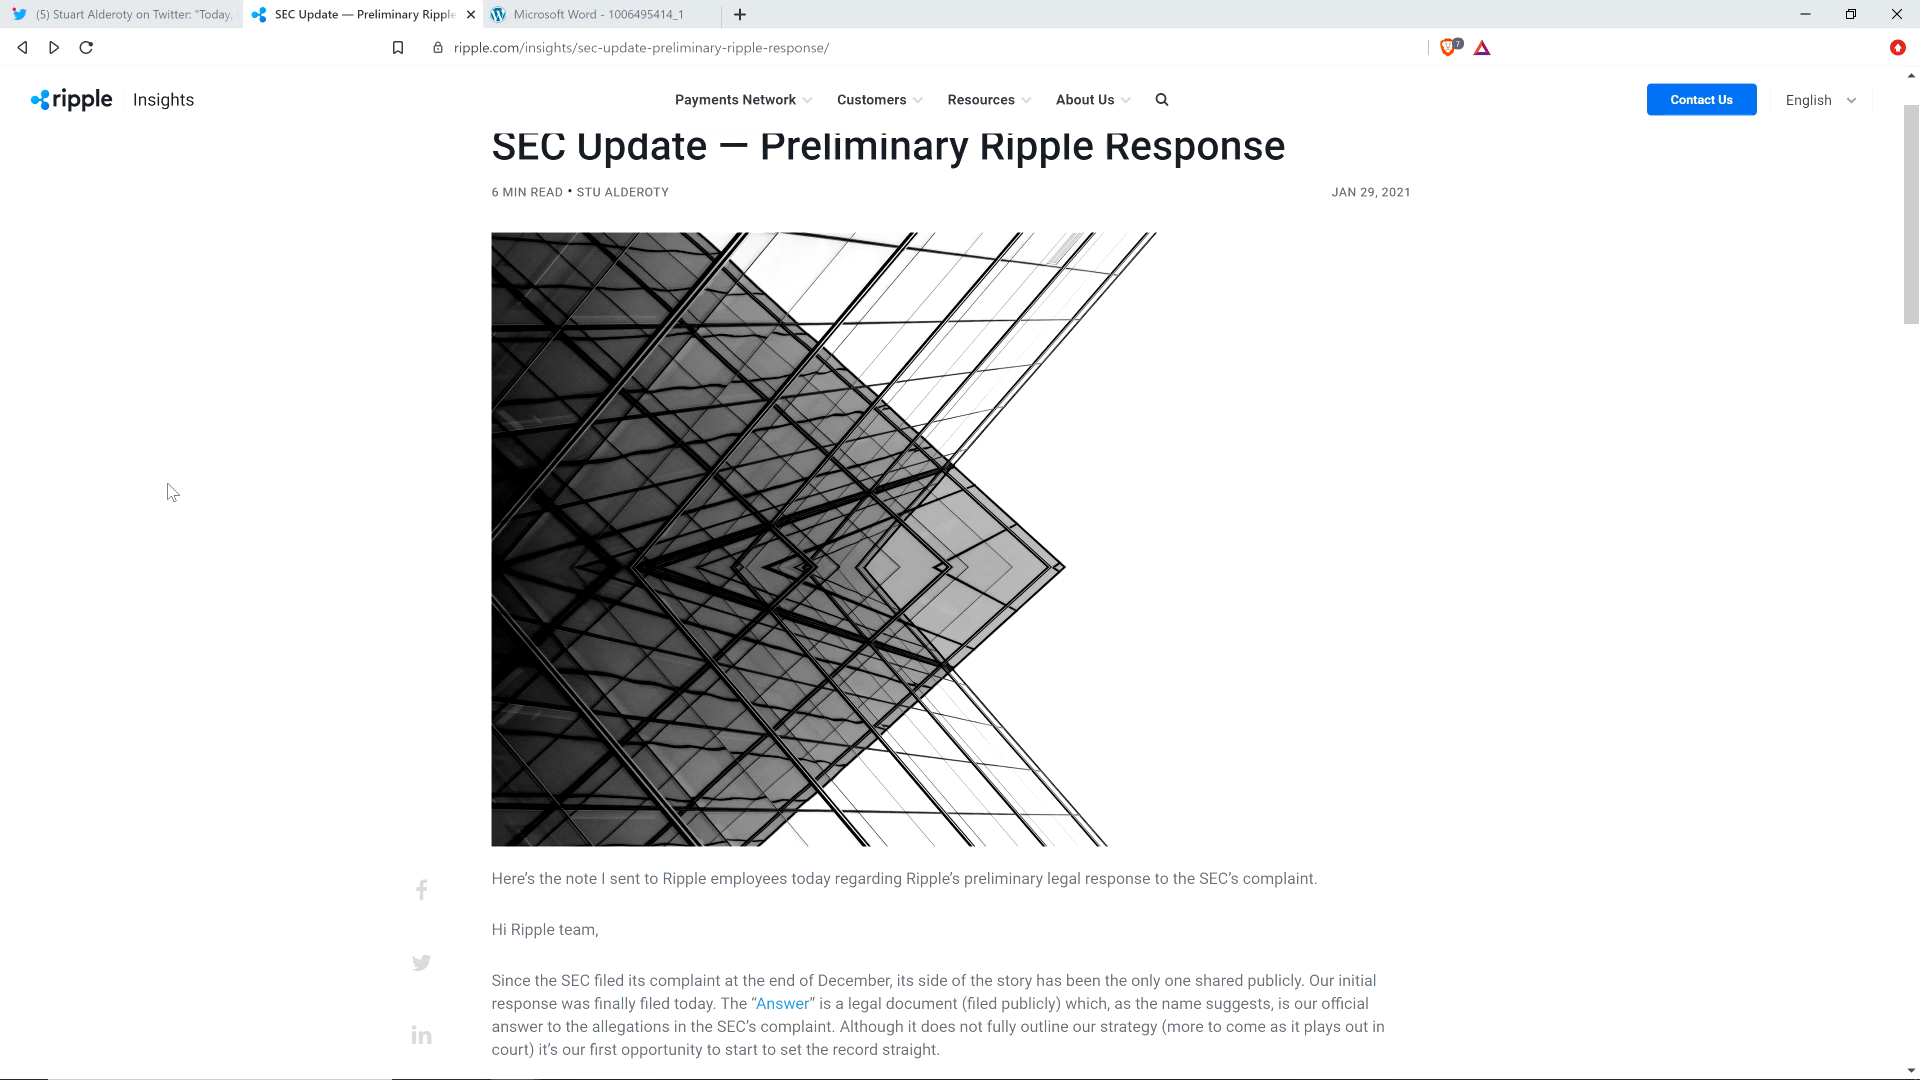 (5) Stuart Alderoty on Twitter: "Today,
SEC Update — Preliminary Ripple
Microsoft Word - 1006495414_1
ripple.com/insights/sec-update-preliminary-ripple-response/
7
ripple Insights
Payments Network
Customers
Resources
About Us
Contact Us
English
SEC Update — Preliminary Ripple Response
6 MIN READ • STU ALDEROTY
JAN 29, 2021
Here’s the note I sent to Ripple employees today regarding Ripple’s preliminary legal response to the SEC’s complaint.
Hi Ripple team,
Since the SEC filed its complaint at the end of December, its side of the story has been the only one shared publicly. Our initial
response was finally filed today. The “Answer” is a legal document (filed publicly) which, as the name suggests, is our official
answer to the allegations in the SEC’s complaint. Although it does not fully outline our strategy (more to come as it plays out in
court) it’s our first opportunity to start to set the record straight.